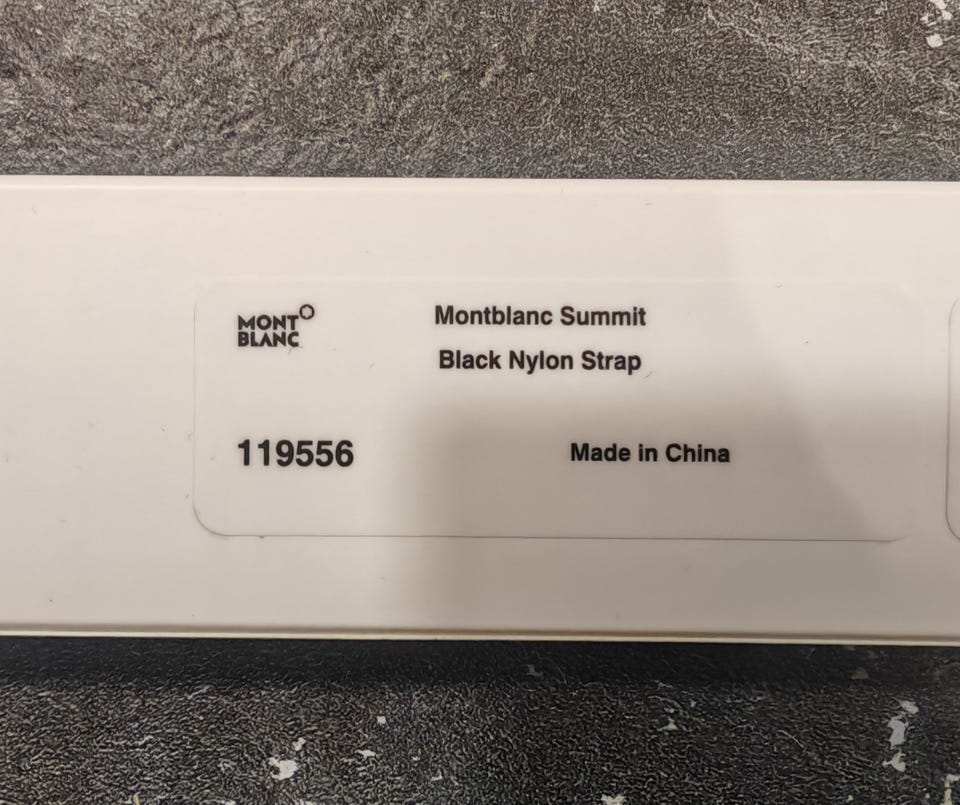 MONT
BLANC
Montblanc Summit
Black Nylon Strap
119556
Made in China